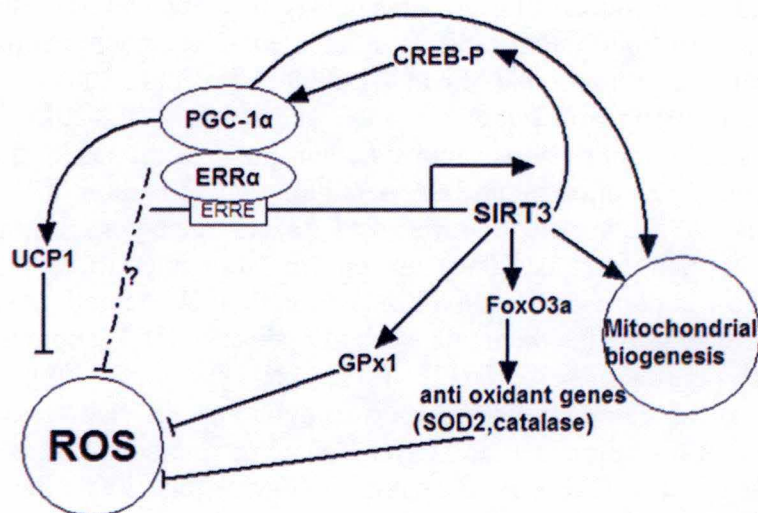 CREB-P
PGC-1α
ERRα
ERRE
SIRT3
UCP1
?
FoxO3a
Mitochondrial
biogenesis
GPx1
anti oxidant genes
(SOD2,catalase)
ROS